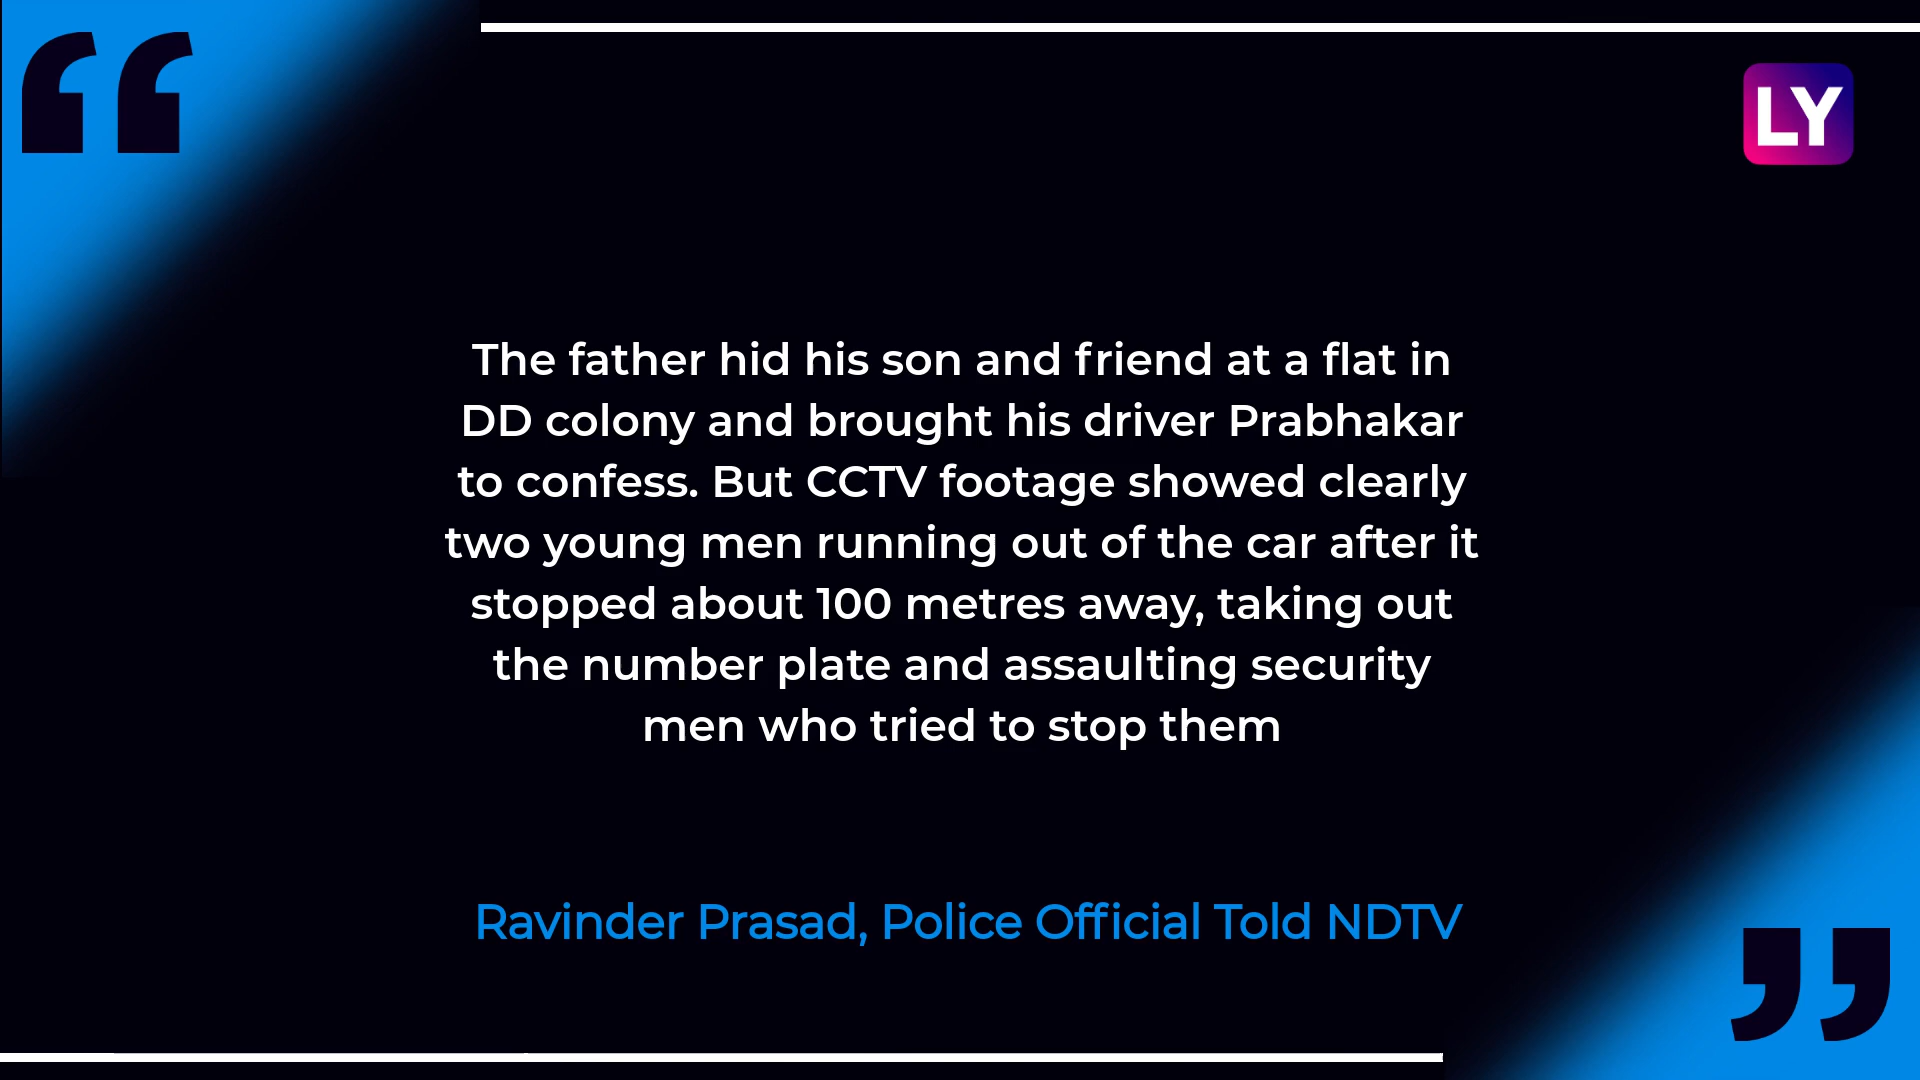 “
LY
The father hid his son and friend at a flat in
DD colony and brought his driver Prabhakar
to confess. But CCTV footage showed clearly
two young men running out of the car after it
stopped about 100 metres away, taking out
the number plate and assaulting security
men who tried to stop them
Ravinder Prasad, Police Official Told NDTV
”